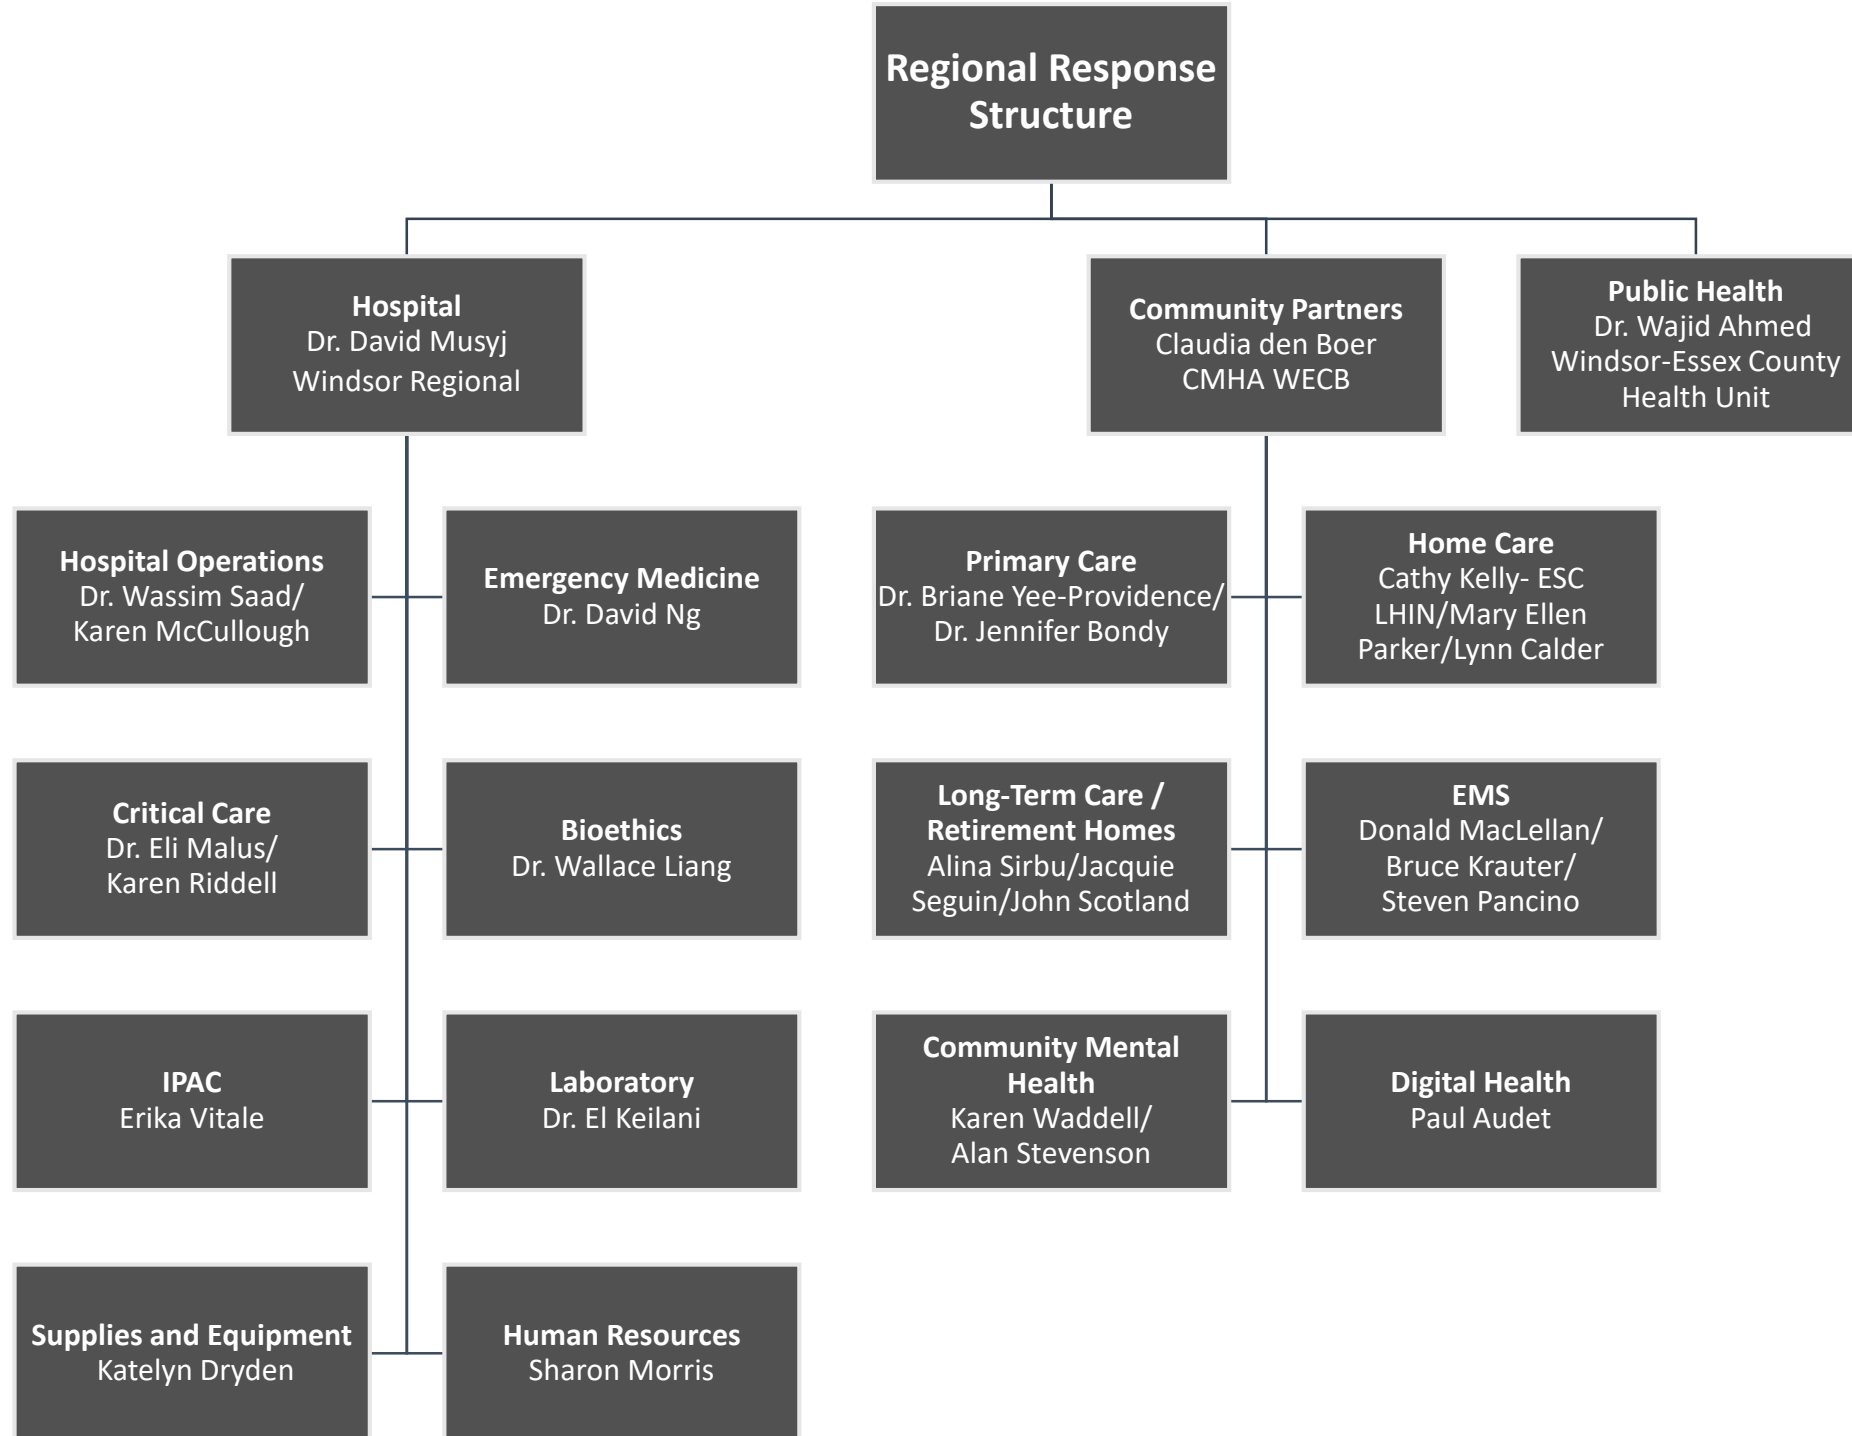 Regional Response
Structure
Hospital
Dr. David Musyj
Windsor Regional
Community Partners
Claudia den Boer
CMHA WECB
Public Health
Dr. Wajid Ahmed
Windsor-Essex County
Health Unit
Hospital Operations
Dr. Wassim Saad/
Karen McCullough
Emergency Medicine
Dr. David Ng
Primary Care
Dr. Briane Yee-Providence/
Dr. Jennifer Bondy
Home Care
Cathy Kelly- ESC
LHIN/Mary Ellen
Parker/Lynn Calder
Critical Care
Dr. Eli Malus/
Karen Riddell
Bioethics
Dr. Wallace Liang
Long-Term Care /
Retirement Homes
Alina Sirbu/Jacquie
Seguin/John Scotland
EMS
Donald MacLellan/
Bruce Krauter/
Steven Pancino
IPAC
Erika Vitale
Laboratory
Dr. El Keilani
Community Mental
Health
Karen Waddell/
Alan Stevenson
Digital Health
Paul Audet
Supplies and Equipment
Katelyn Dryden
Human Resources
Sharon Morris